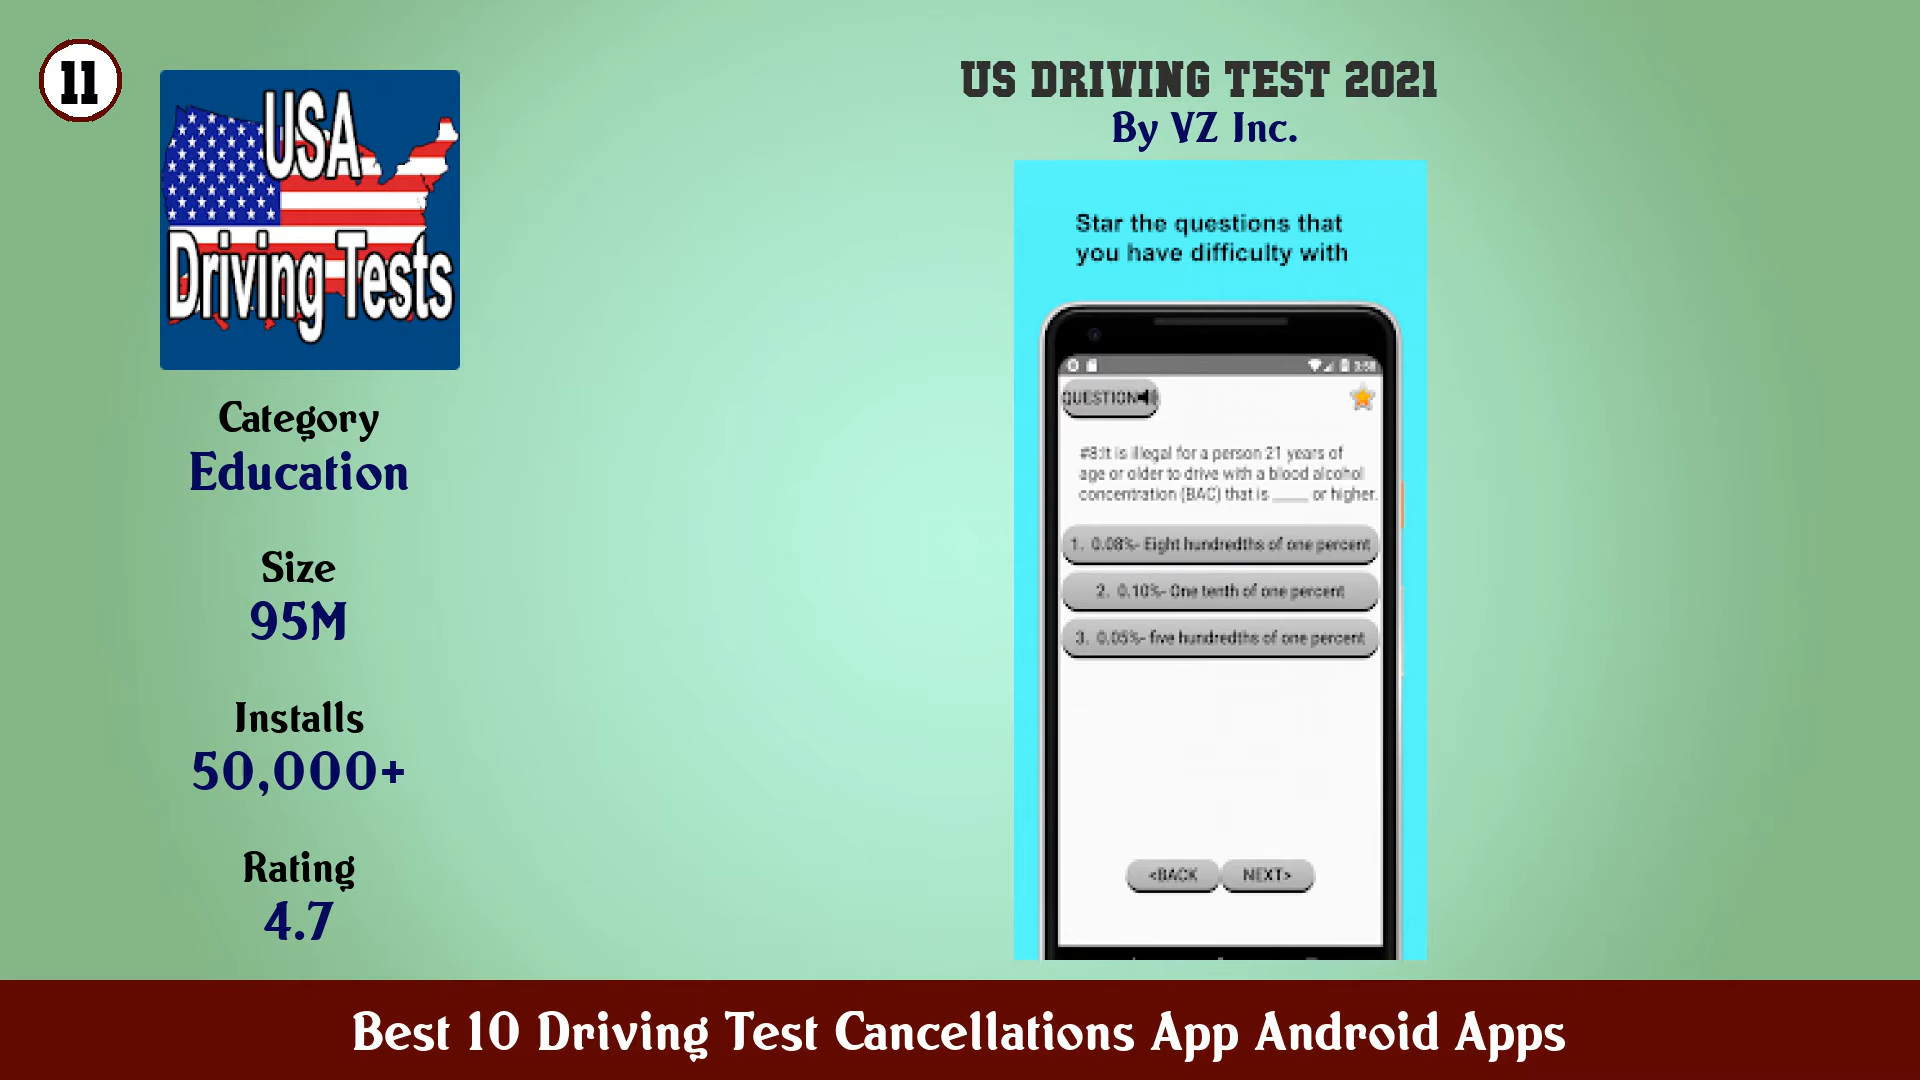 11
USA
Driving Tests
Category
Education
Size
95M
Installs
50,000+
Rating
4.7
US DRIVING TEST 2021
By VZ Inc.
Star the questions that
you have difficulty with
3:58
QUESTION
#8:It is illegal for a person 21 years of
age or older to drive with a blood alcohol
concentration (BAC) that is ____ or higher.
1. 0.08%- Eight hundredths of one percent
2. 0.10%- One tenth of one percent
3. 0.05%- five hundredths of one percent
<BACK NEXT>
Best 10 Driving Test Cancellations App Android Apps